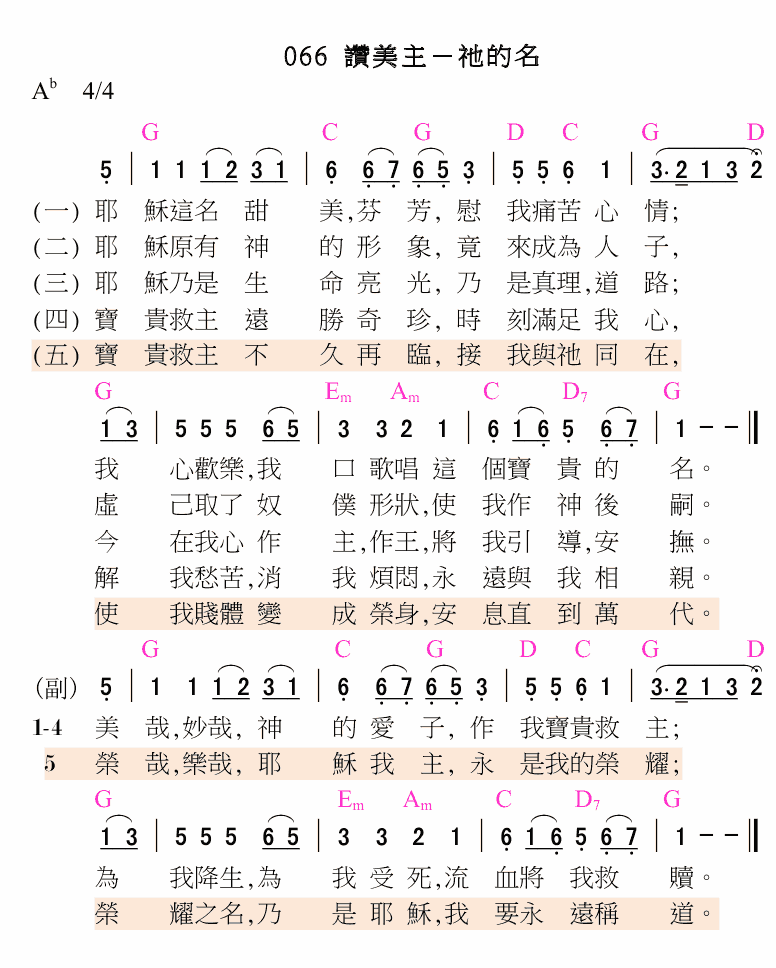 066 讚美主－祂的名
A♭ 4/4
G C G D C G D
5 | 1 1 1 2 3 1 | 6 6 7 6 5 3 | 5 5 6 1 | 3· 2 1 3 2
(一) 耶 穌這名 甜 美,芬 芳, 慰 我痛苦 心 情;
(二) 耶 穌原有 神 的 形 象, 竟 來成為 人 子,
(三) 耶 穌乃是 生 命 亮 光, 乃 是真理,道 路;
(四) 寶 貴救主 遠 勝 奇 珍, 時 刻滿足 我 心,
(五) 寶 貴救主 不 久 再 臨, 接 我與祂 同 在,
G Em Am C D7 G
1 3 | 5 5 5 6 5 | 3 3 2 1 | 6 1 6 5 6 7 | 1 – – ‖
我 心歡樂,我 口 歌唱 這 個寶 貴 的 名。
虛 己取了 奴 僕 形狀,使 我作 神 後 嗣。
今 在我心 作 主,作王,將 我引 導,安 撫。
解 我愁苦,消 我 煩悶,永 遠與 我 相 親。
使 我賤體 變 成 榮身,安 息直 到 萬 代。
G C G D C G D
(副) 5 | 1 1 1 2 3 1 | 6 6 7 6 5 3 | 5 5 6 1 | 3· 2 1 3 2
1-4 美 哉,妙哉, 神 的 愛 子, 作 我寶貴救 主;
5 榮 哉,樂哉, 耶 穌 我 主, 永 是我的榮 耀;
G Em Am C D7 G
1 3 | 5 5 5 6 5 | 3 3 2 1 | 6 1 6 5 6 7 | 1 – – ‖
為 我降生,為 我 受 死,流 血將 我救 贖。
榮 耀之名,乃 是 耶 穌,我 要永 遠稱 道。